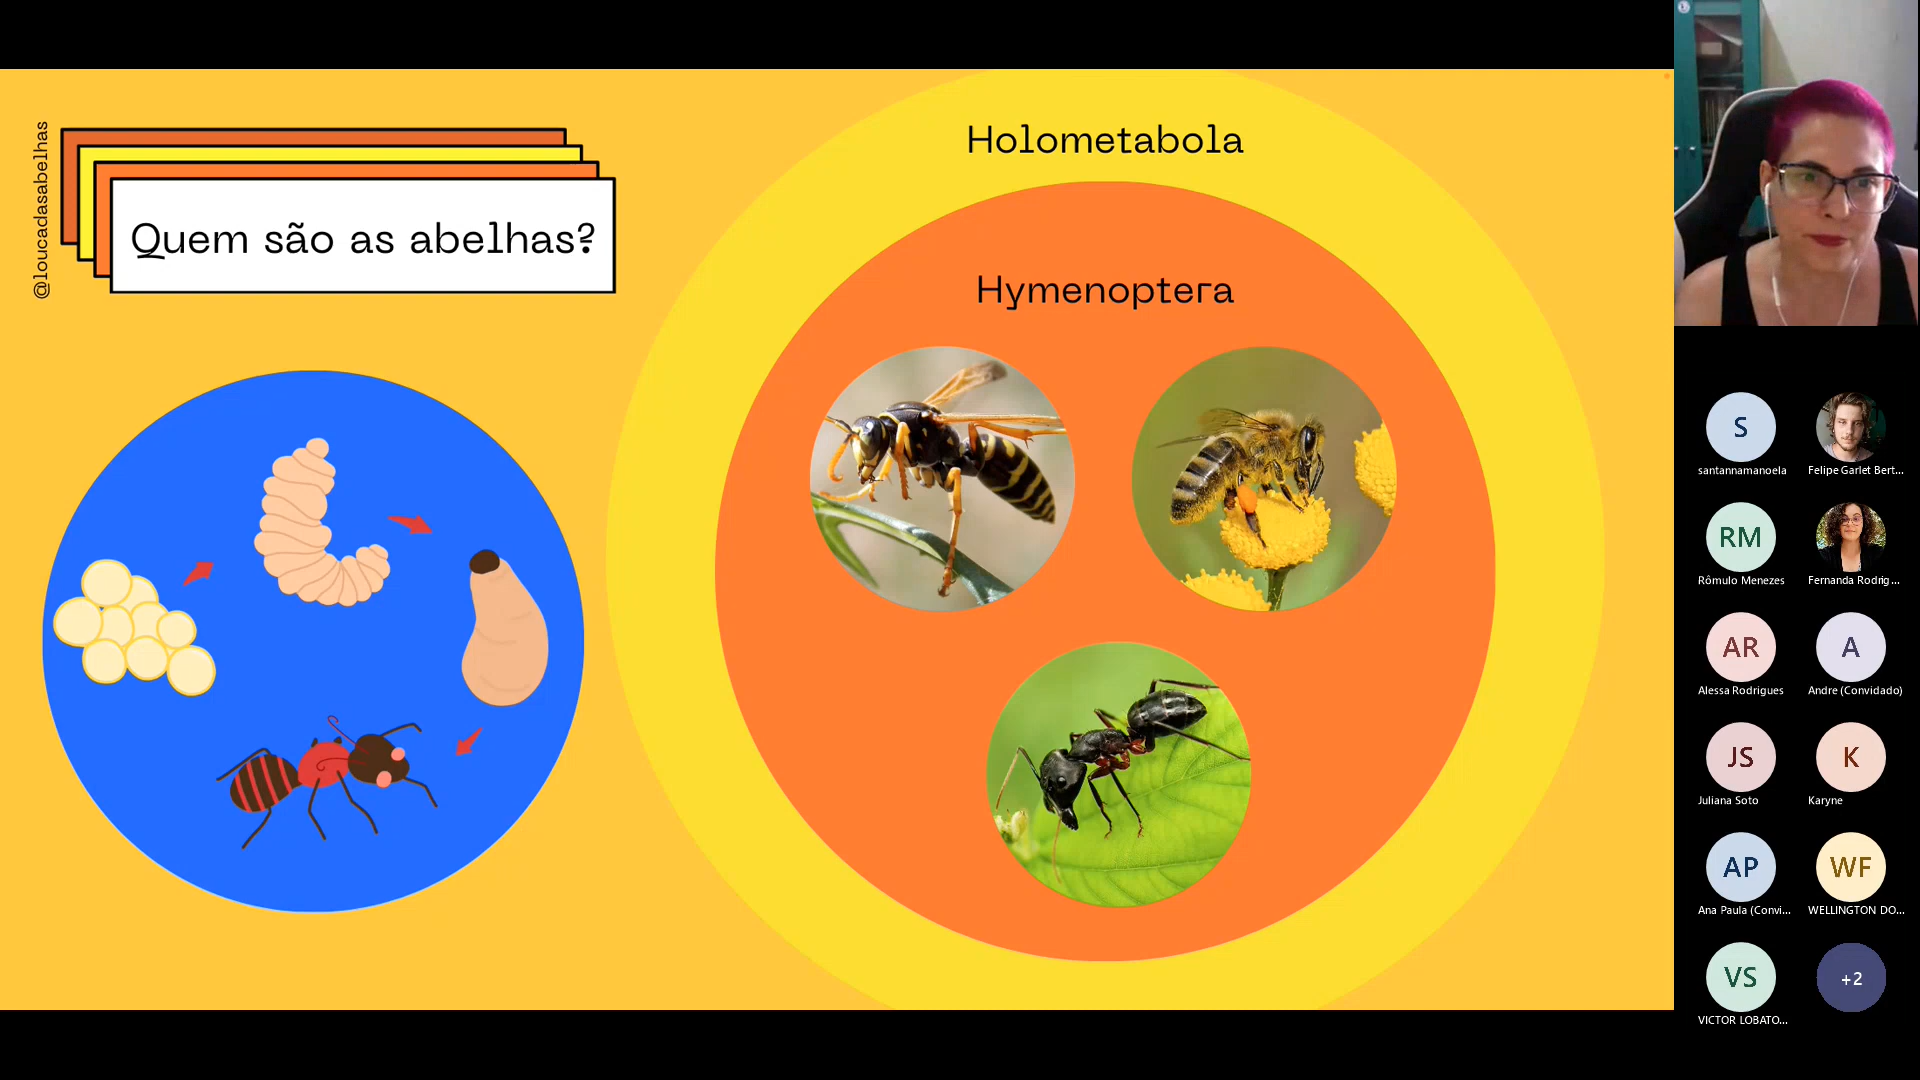 @loucadasabelhas
Quem são as abelhas?
Holometabola
Hymenoptera
S
santannamanoela
Felipe Garlet Bert...
RM
Rômulo Menezes
Fernanda Rodrig...
AR
Alessa Rodrigues
A
Andre (Convidado)
JS
Juliana Soto
K
Karyne
AP
Ana Paula (Convi...
WF
WELLINGTON DO...
VS
VICTOR LOBATO...
+2